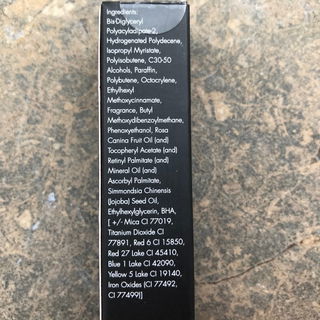 Ingredients:
Bis-Diglyceryl
Polyacyladipate-2,
Hydrogenated Polydecene,
Isopropyl Myristate,
Polyisobutene, C30-50
Alcohols, Paraffin,
Polybutene, Octocrylene,
Ethylhexyl
Methoxycinnamate,
Fragrance, Butyl
Methoxydibenzoylmethane,
Phenoxyethanol, Rosa
Canina Fruit Oil (and)
Tocopheryl Acetate (and)
Retinyl Palmitate (and)
Mineral Oil (and)
Ascorbyl Palmitate,
Simmondsia Chinensis
(Jojoba) Seed Oil,
Ethylhexylglycerin, BHA,
[ +/- Mica CI 77019,
Titanium Dioxide CI
77891, Red 6 CI 15850,
Red 27 Lake CI 45410,
Blue 1 Lake CI 42090,
Yellow 5 Lake CI 19140,
Iron Oxides (CI 77492,
CI 77499)]